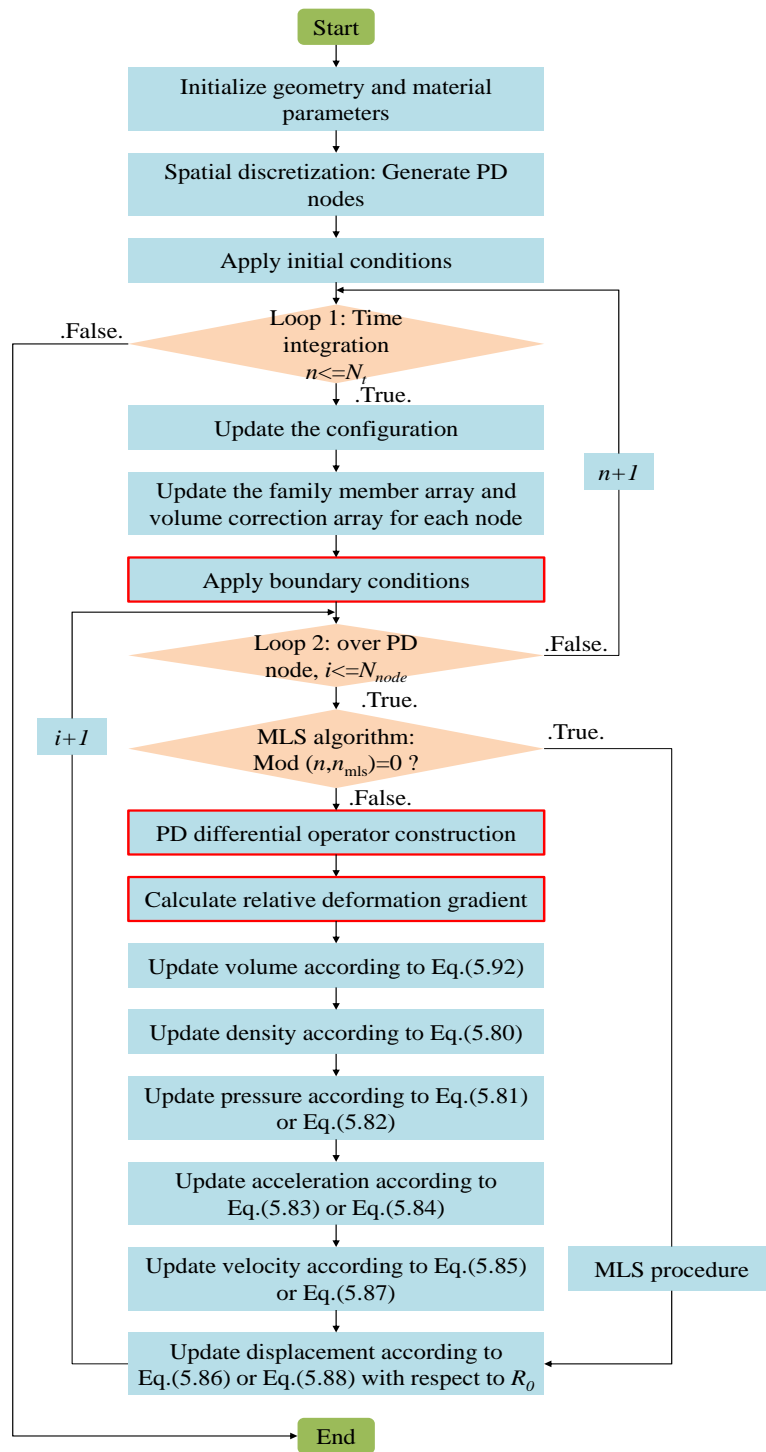 Start
Initialize geometry and material
parameters
Spatial discretization: Generate PD
nodes
Apply initial conditions
.False.
Loop 1: Time
integration
n<=Nt
.True.
Update the configuration
n+1
Update the family member array and
volume correction array for each node
Apply boundary conditions
Loop 2: over PD
node, i<=Nnode
.False.
.True.
i+1
MLS algorithm:
Mod (n,nmls)=0 ?
.True.
.False.
PD differential operator construction
Calculate relative deformation gradient
Update volume according to Eq.(5.92)
Update density according to Eq.(5.80)
Update pressure according to Eq.(5.81)
or Eq.(5.82)
Update acceleration according to
Eq.(5.83) or Eq.(5.84)
Update velocity according to Eq.(5.85)
or Eq.(5.87)
MLS procedure
Update displacement according to
Eq.(5.86) or Eq.(5.88) with respect to R0
End